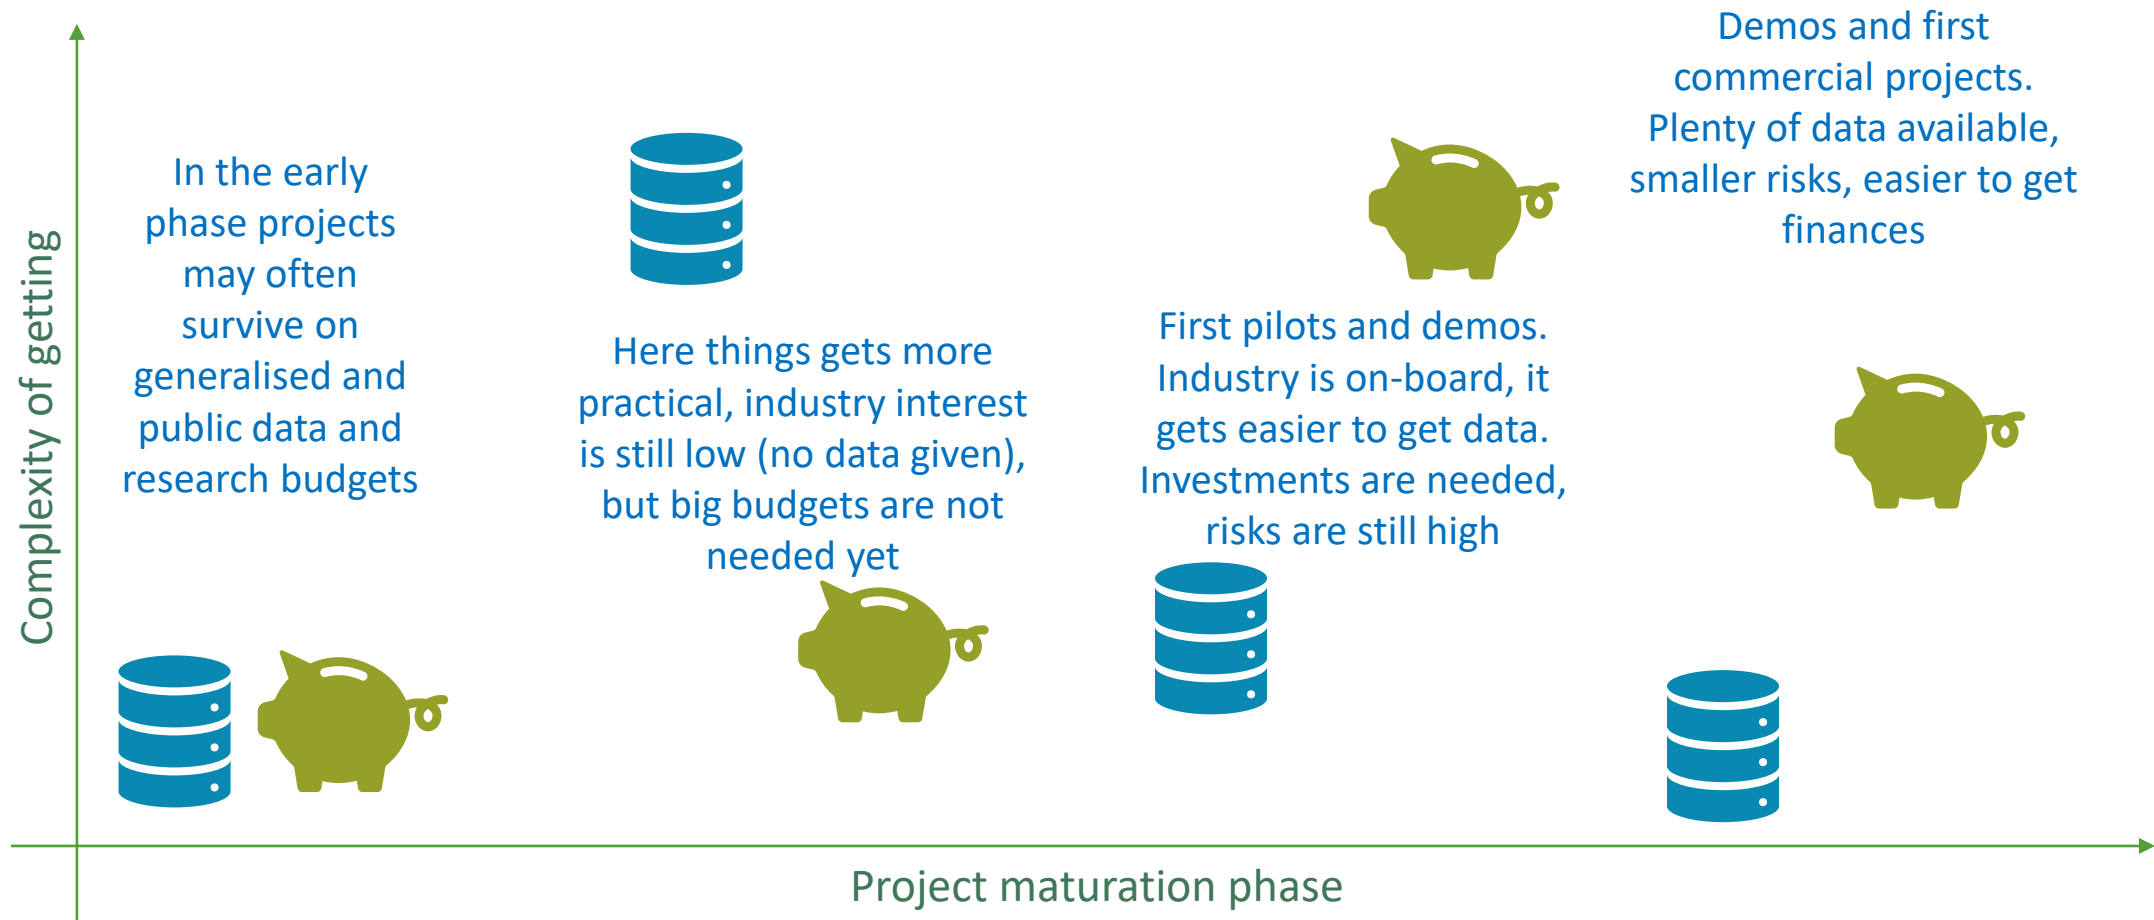 Complexity of getting
In the early
phase projects
may often
survive on
generalised and
public data and
research budgets
Here things gets more
practical, industry interest
is still low (no data given),
but big budgets are not
needed yet
First pilots and demos.
Industry is on-board, it
gets easier to get data.
Investments are needed,
risks are still high
Demos and first
commercial projects.
Plenty of data available,
smaller risks, easier to get
finances
Project maturation phase